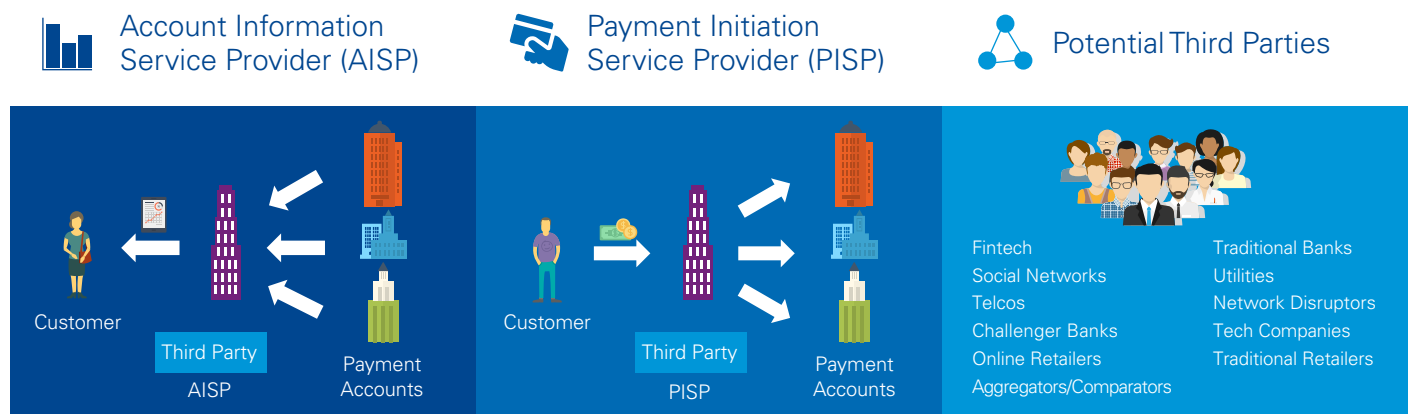 Account Information
Service Provider (AISP)
Payment Initiation
Service Provider (PISP)
Potential Third Parties
Customer
Third Party
AISP
Payment
Accounts
Customer
Third Party
PISP
Payment
Accounts
Fintech
Social Networks
Telcos
Challenger Banks
Online Retailers
Aggregators/Comparators
Traditional Banks
Utilities
Network Disruptors
Tech Companies
Traditional Retailers